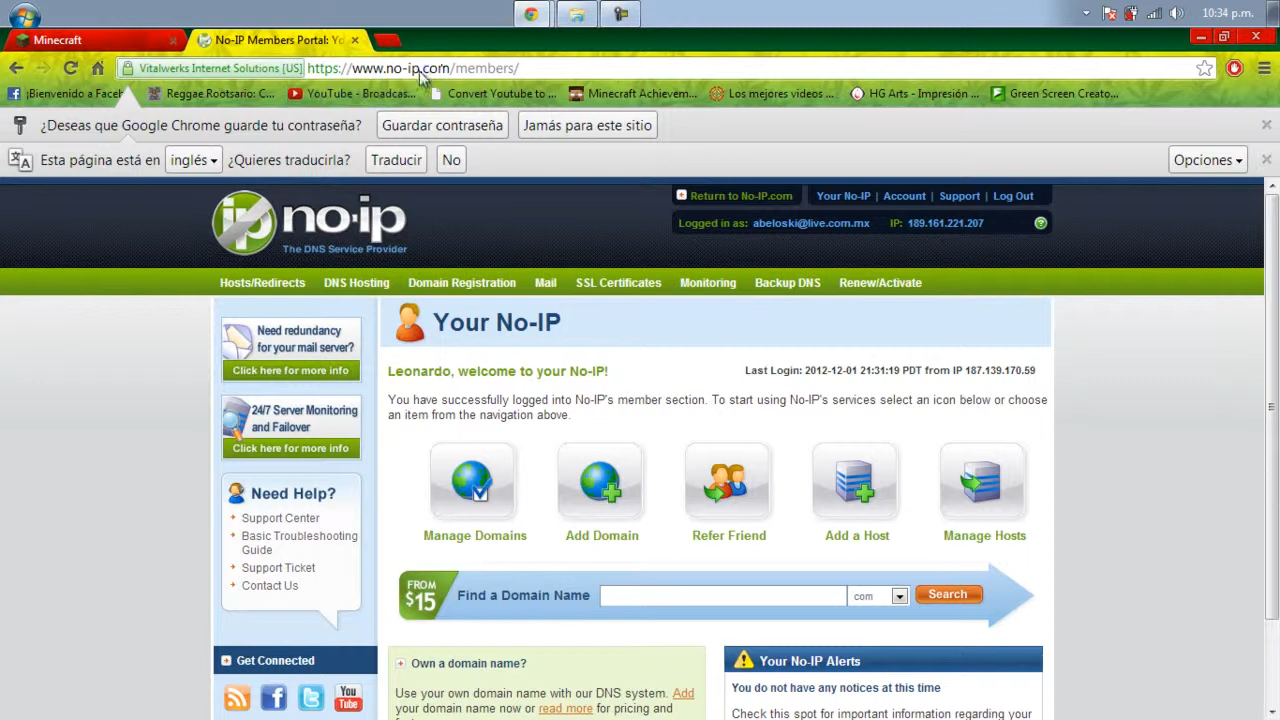 10:34 p.m.
Minecraft
No-IP Members Portal: Yo
Vitalwerks Internet Solutions [US]
https://www.no-ip.com/members/
¡Bienvenido a Faceb
Reggae Rootsario: C...
YouTube - Broadcas...
Convert Youtube to ...
Minecraft Achievem...
Los mejores videos ...
HG Arts - Impresión ...
Green Screen Creato...
¿Deseas que Google Chrome guarde tu contraseña?
Guardar contraseña
Jamás para este sitio
Esta página está en
inglés
¿Quieres traducirla?
Traducir
No
Opciones
Return to No-IP.com
Your No-IP | Account | Support | Log Out
Logged in as: abeloski@live.com.mx IP: 189.161.221.207
no-ip
The DNS Service Provider
Hosts/Redirects
DNS Hosting
Domain Registration
Mail
SSL Certificates
Monitoring
Backup DNS
Renew/Activate
Need redundancy
for your mail server?
Click here for more info
24/7 Server Monitoring
and Failover
Click here for more info
Need Help?
Support Center
Basic Troubleshooting
Guide
Support Ticket
Contact Us
Get Connected
You
Tube
Your No-IP
Leonardo, welcome to your No-IP!
Last Login: 2012-12-01 21:31:19 PDT from IP 187.139.170.59
You have successfully logged into No-IP's member section. To start using No-IP's services select an icon below or choose
an item from the navigation above.
Manage Domains
Add Domain
Refer Friend
Add a Host
Manage Hosts
FROM
$15
Find a Domain Name
com
Search
Own a domain name?
Use your own domain name with our DNS system. Add
your domain name now or read more for pricing and
Your No-IP Alerts
You do not have any notices at this time
Check this spot for important information regarding your